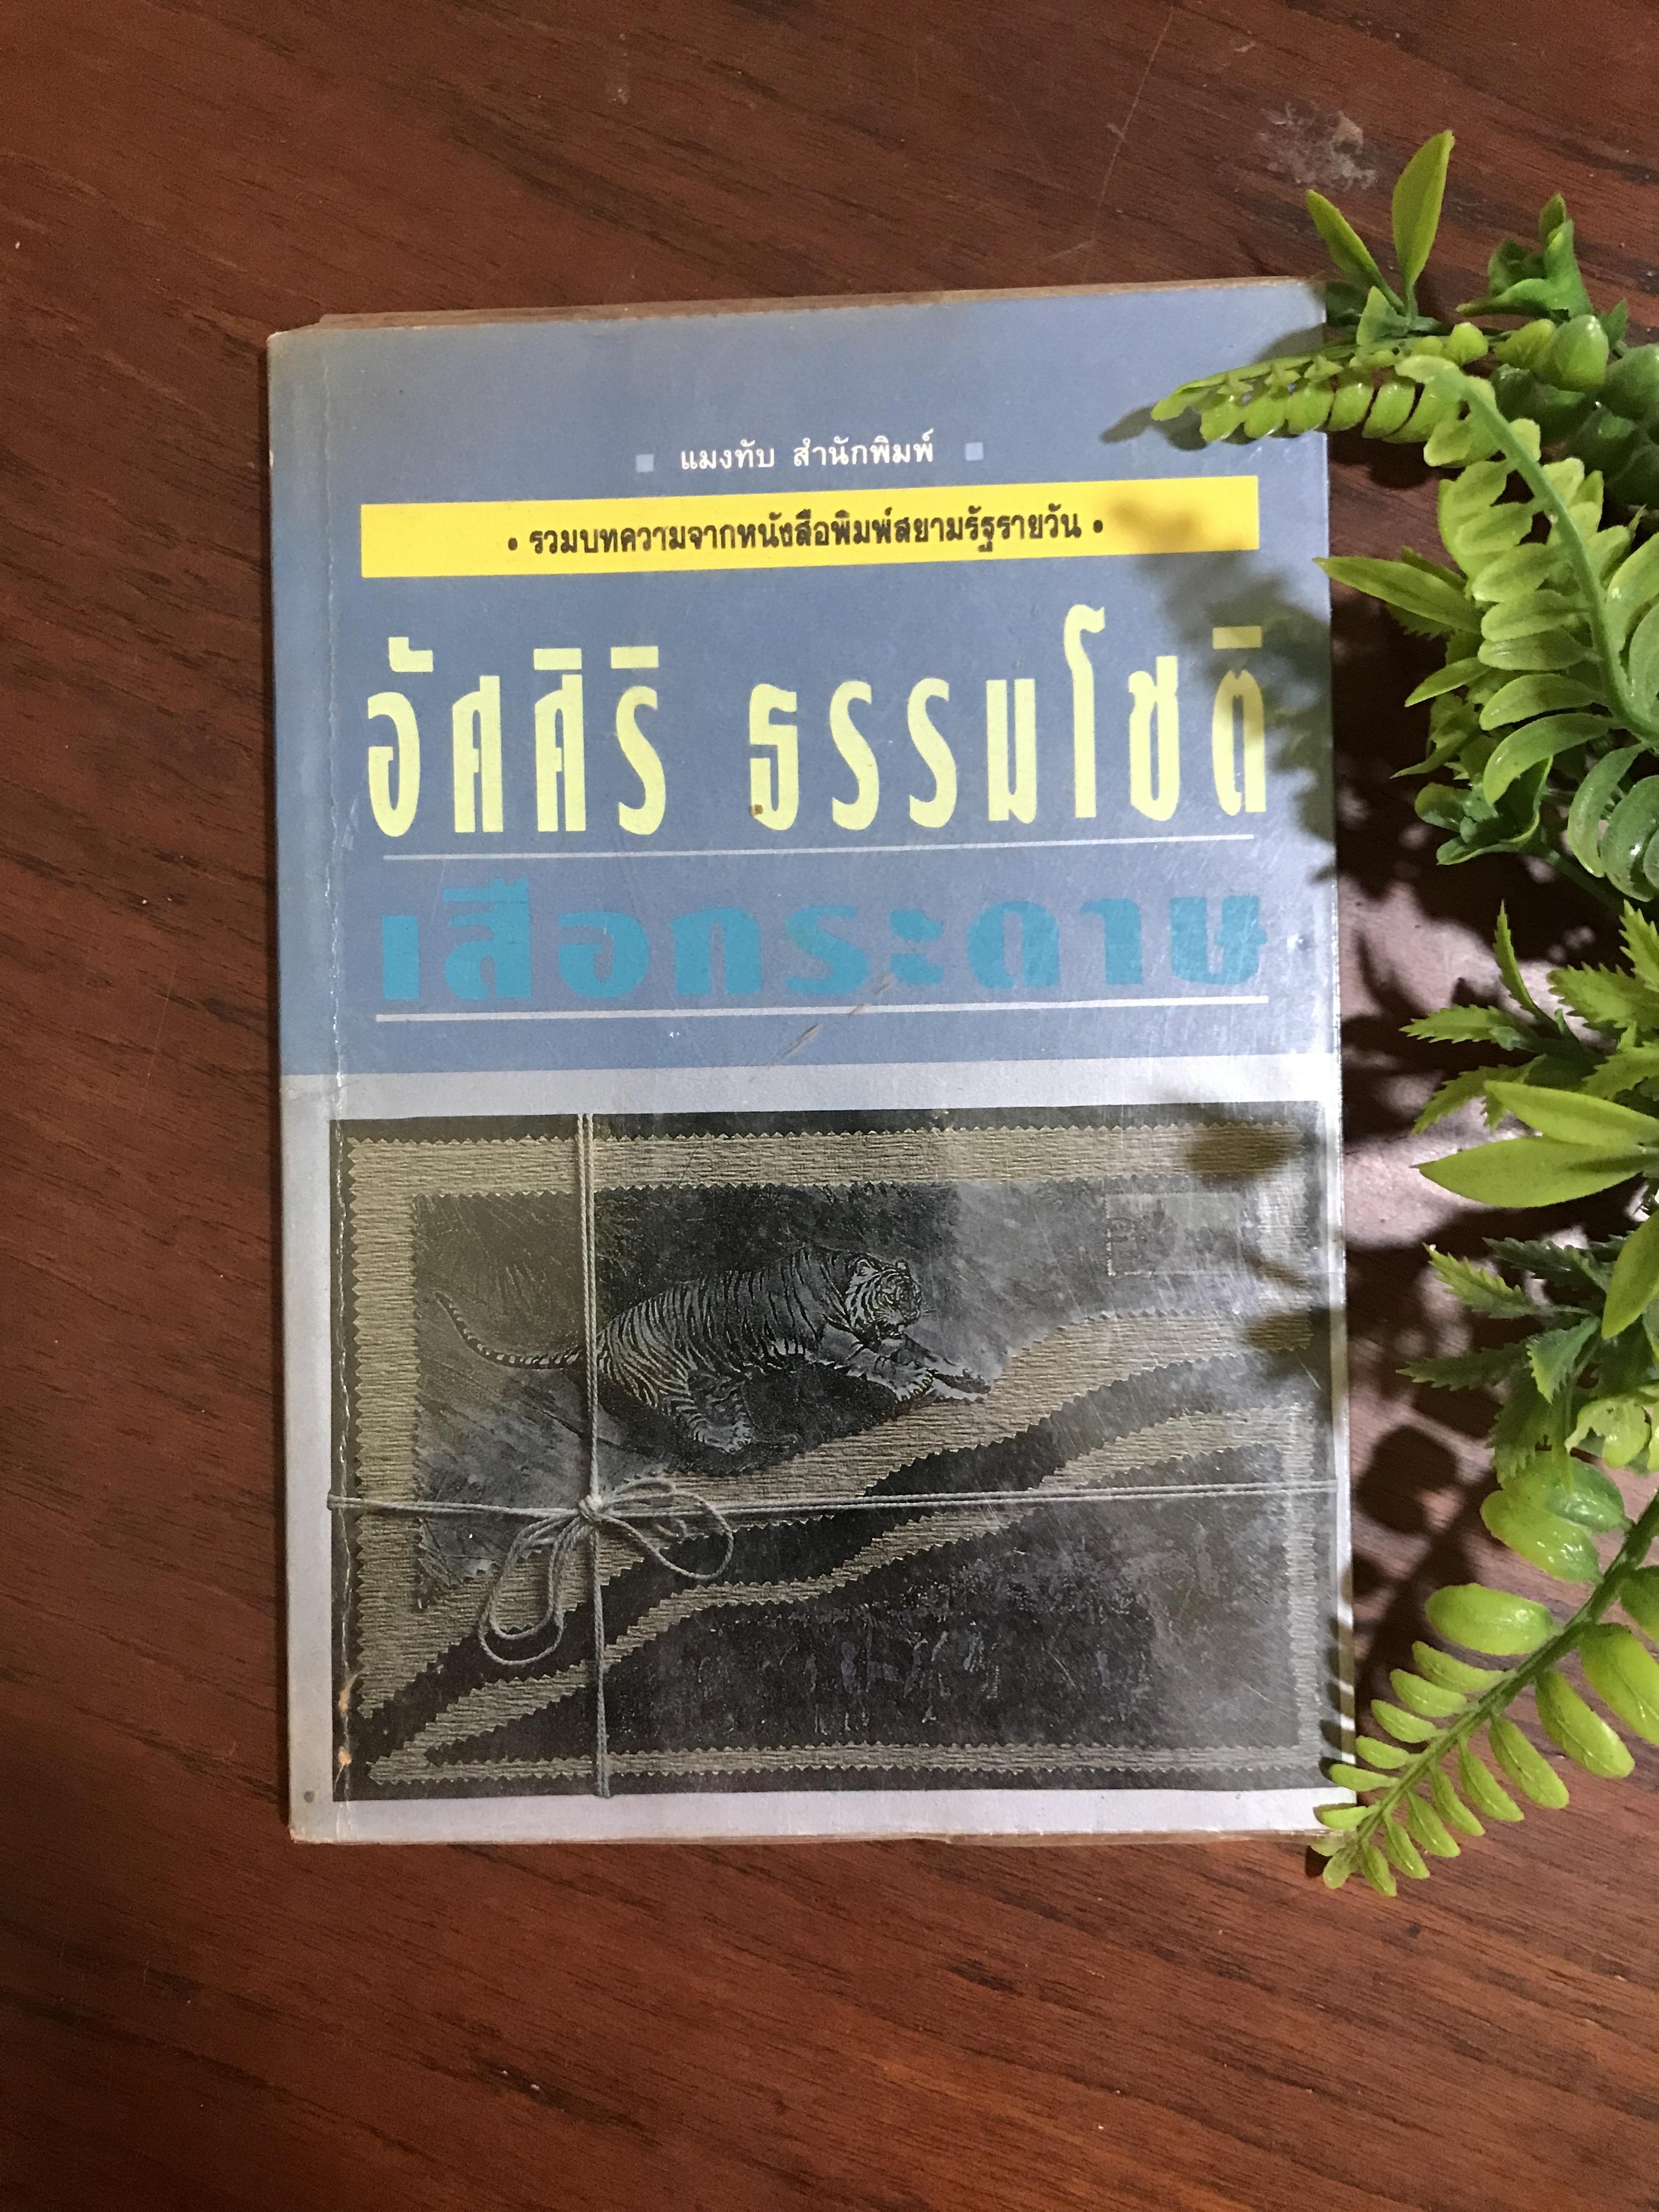 แมงทับ สำนักพิมพ์
• รวมบทความจากหนังสือพิมพ์สยามรัฐรายวัน •
อัศศิริ ธรรมโชติ
เสือกระดาษ